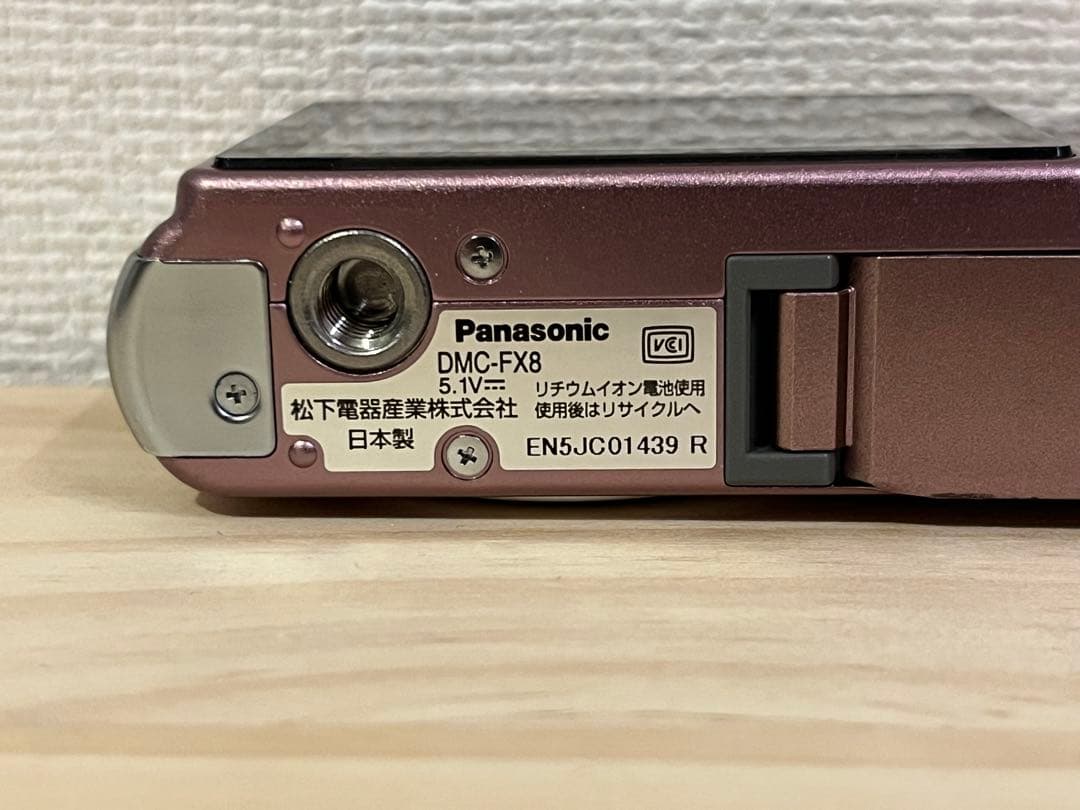 Panasonic
VCI
DMC-FX8
5.1V⎓
リチウムイオン電池使用
使用後はリサイクルへ
松下電器産業株式会社
日本製
EN5JC01439 R